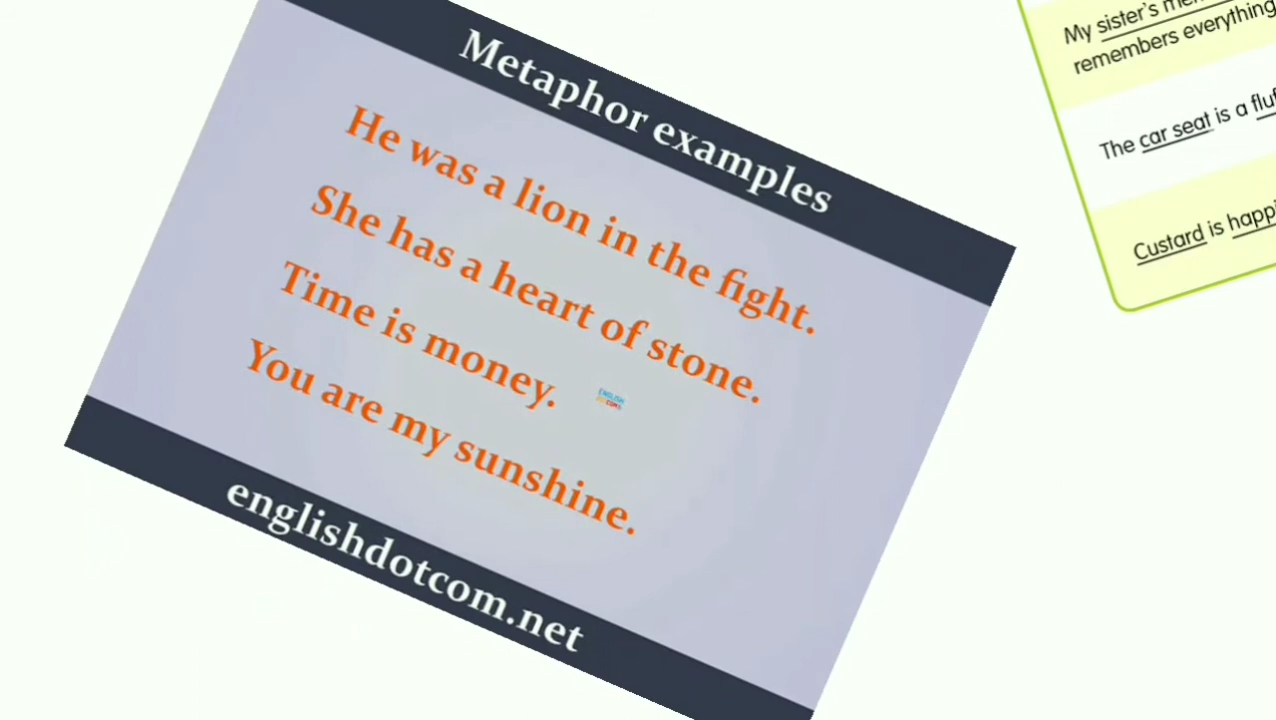 Metaphor examples
He was a lion in the fight.
She has a heart of stone.
Time is money.
You are my sunshine.
ENGLISH
englishdotcom.net
My sister's
remembers everything
The car seat is a
Custard is